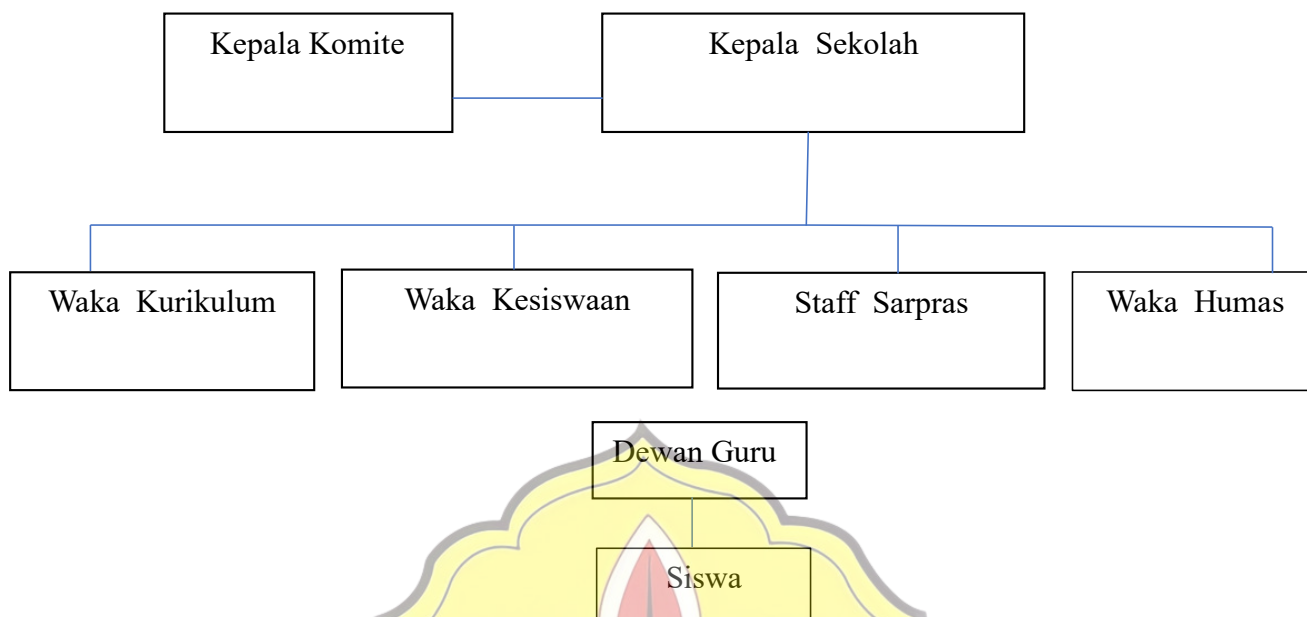 Kepala Komite
Kepala Sekolah
Waka Kurikulum
Waka Kesiswaan
Staff Sarpras
Waka Humas
Dewan Guru
Siswa